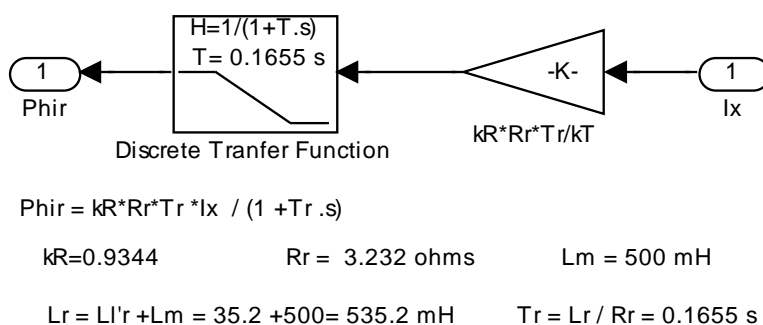 H=1/(1+T.s)
T= 0.1655 s
1
Phir
-K-
1
Ix
kR*Rr*Tr/kT
Discrete Tranfer Function
Phir = kR*Rr*Tr *Ix / (1 +Tr .s)
kR=0.9344 Rr = 3.232 ohms Lm = 500 mH
Lr = Ll'r +Lm = 35.2 +500= 535.2 mH Tr = Lr / Rr = 0.1655 s